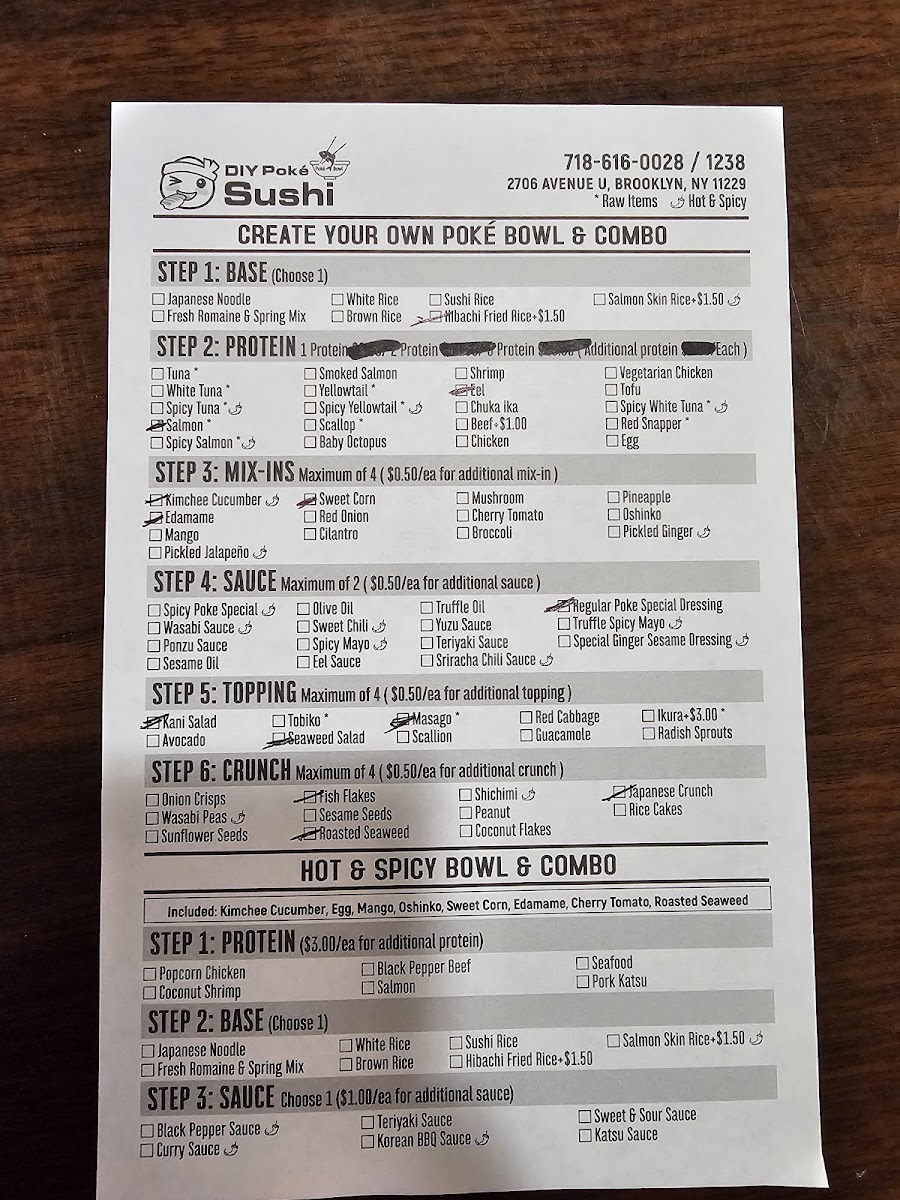 DIY Poké
Sushi
718-616-0028 / 1238
2706 AVENUE U, BROOKLYN, NY 11229
* Raw Items Hot & Spicy
CREATE YOUR OWN POKÉ BOWL & COMBO
STEP 1: BASE (Choose 1)
Japanese Noodle White Rice Sushi Rice Salmon Skin Rice+$1.50
Fresh Romaine & Spring Mix Brown Rice Hibachi Fried Rice+$1.50
STEP 2: PROTEIN 1 Protein 2 Protein Protein (Additional protein Each)
Tuna * Smoked Salmon Shrimp Vegetarian Chicken
White Tuna * Yellowtail * Eel Tofu
Spicy Tuna * Spicy Yellowtail * Chuka ika Spicy White Tuna *
Salmon * Scallop * Beef+$1.00 Red Snapper *
Spicy Salmon * Baby Octopus Chicken Egg
STEP 3: MIX-INS Maximum of 4 ( $0.50/ea for additional mix-in )
Kimchee Cucumber Sweet Corn Mushroom Pineapple
Edamame Red Onion Cherry Tomato Oshinko
Mango Cilantro Broccoli Pickled Ginger
Pickled Jalapeño
STEP 4: SAUCE Maximum of 2 ( $0.50/ea for additional sauce )
Spicy Poke Special Olive Oil Truffle Oil Regular Poke Special Dressing
Wasabi Sauce Sweet Chili Yuzu Sauce Truffle Spicy Mayo
Ponzu Sauce Spicy Mayo Teriyaki Sauce Special Ginger Sesame Dressing
Sesame Oil Eel Sauce Sriracha Chili Sauce
STEP 5: TOPPING Maximum of 4 ( $0.50/ea for additional topping )
Kani Salad Tobiko * Masago * Red Cabbage Ikura+$3.00 *
Avocado Seaweed Salad Scallion Guacamole Radish Sprouts
STEP 6: CRUNCH Maximum of 4 ( $0.50/ea for additional crunch )
Onion Crisps Fish Flakes Shichimi Japanese Crunch
Wasabi Peas Sesame Seeds Peanut Rice Cakes
Sunflower Seeds Roasted Seaweed Coconut Flakes
HOT & SPICY BOWL & COMBO
Included: Kimchee Cucumber, Egg, Mango, Oshinko, Sweet Corn, Edamame, Cherry Tomato, Roasted Seaweed
STEP 1: PROTEIN ($3.00/ea for additional protein)
Popcorn Chicken Black Pepper Beef Seafood
Coconut Shrimp Salmon Pork Katsu
STEP 2: BASE (Choose 1)
Japanese Noodle White Rice Sushi Rice Salmon Skin Rice+$1.50
Fresh Romaine & Spring Mix Brown Rice Hibachi Fried Rice+$1.50
STEP 3: SAUCE Choose 1 ($1.00/ea for additional sauce)
Black Pepper Sauce Teriyaki Sauce Sweet & Sour Sauce
Curry Sauce Korean BBQ Sauce Katsu Sauce